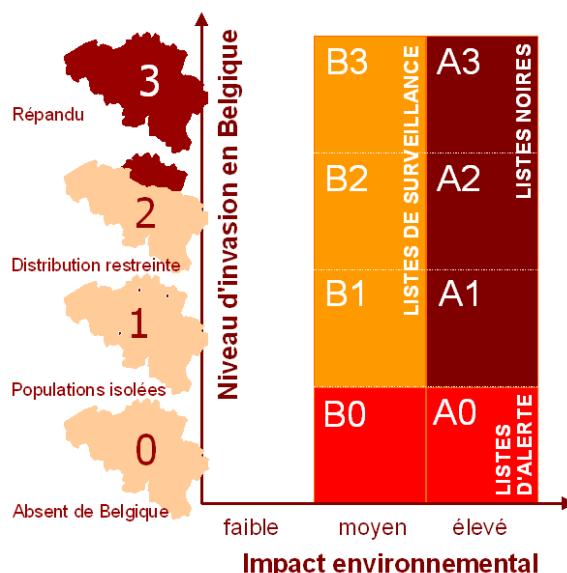 3
Répandu
2
Distribution restreinte
1
Populations isolées
0
Absent de Belgique
Niveau d'invasion en Belgique
B3
A3
B2
A2
B1
A1
B0
A0
LISTES DE SURVEILLANCE
LISTES NOIRES
LISTES
D'ALERTE
faible
moyen
élevé
Impact environnemental